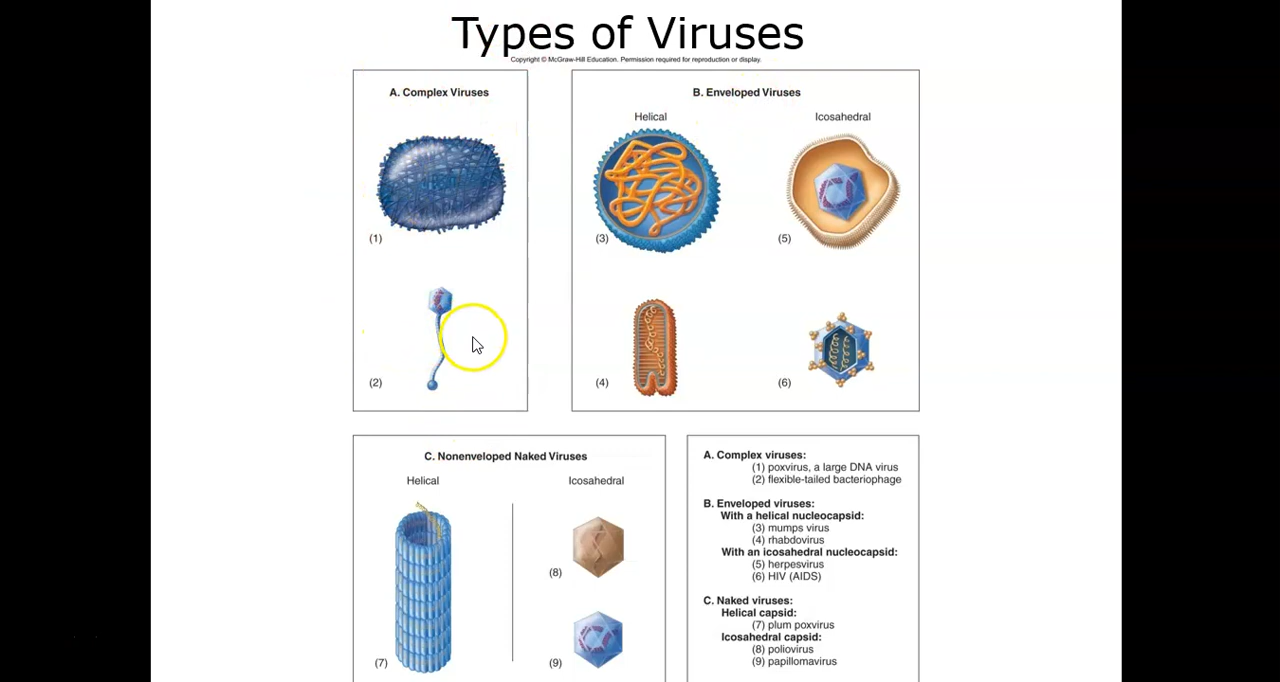 Types of Viruses
Copyright © McGraw-Hill Education. Permission required for reproduction or display.
A. Complex Viruses
(1)
(2)
B. Enveloped Viruses
Helical
Icosahedral
(3)
(5)
(4)
(6)
C. Nonenveloped Naked Viruses
Helical
Icosahedral
(8)
(7)
(9)
A. Complex viruses:
(1) poxvirus, a large DNA virus
(2) flexible-tailed bacteriophage
B. Enveloped viruses:
With a helical nucleocapsid:
(3) mumps virus
(4) rhabdovirus
With an icosahedral nucleocapsid:
(5) herpesvirus
(6) HIV (AIDS)
C. Naked viruses:
Helical capsid:
(7) plum poxvirus
Icosahedral capsid:
(8) poliovirus
(9) papillomavirus